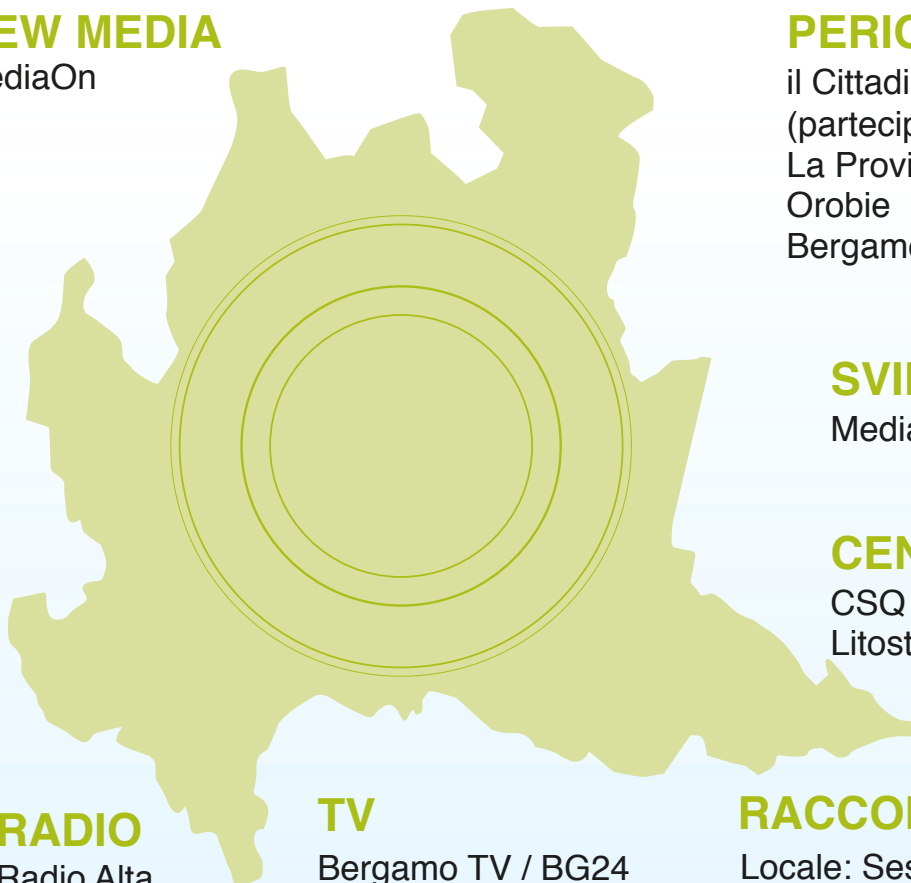 EW MEDIA
ediaOn
PERIO
il Cittadi
(partecip
La Provi
Orobie
Bergamo
SVI
Media
CEN
CSQ
Litost
RADIO
Radio Alta
TV
Bergamo TV / BG24
RACCO
Locale: Ses